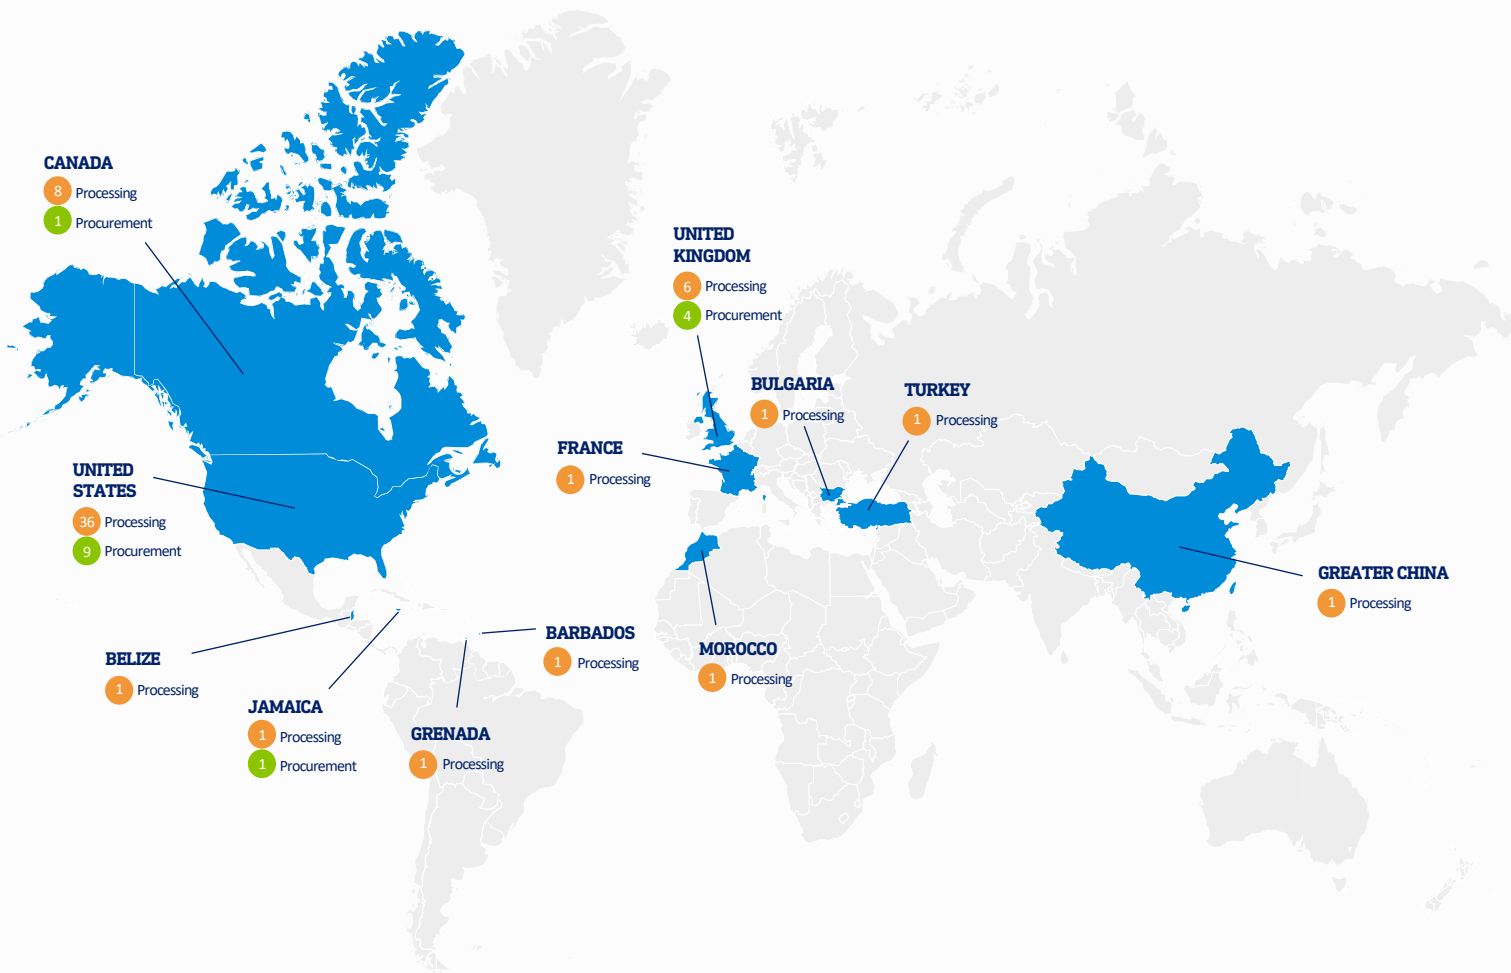 CANADA
8 Processing
1 Procurement
UNITED
KINGDOM
6 Processing
4 Procurement
BULGARIA
1 Processing
TURKEY
1 Processing
FRANCE
1 Processing
UNITED
STATES
36 Processing
9 Procurement
GREATER CHINA
1 Processing
BARBADOS
1 Processing
MOROCCO
1 Processing
BELIZE
1 Processing
JAMAICA
1 Processing
1 Procurement
GRENADA
1 Processing